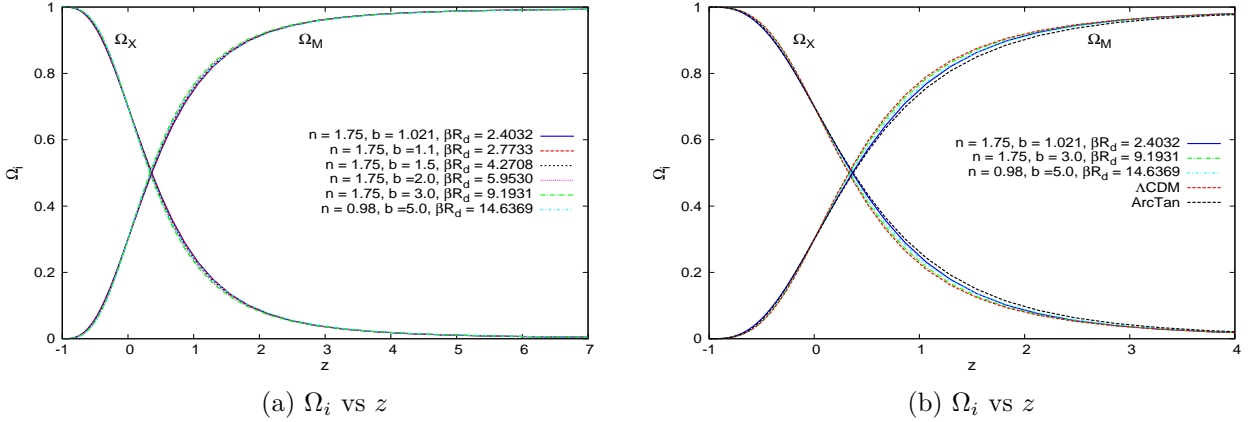 1
0.8
0.6
0.4
0.2
0
Ω_i
Ω_X
Ω_M
n = 1.75, b = 1.021, βR_d = 2.4032
n = 1.75, b =1.1, βR_d = 2.7733
n = 1.75, b =1.5, βR_d = 4.2708
n = 1.75, b =2.0, βR_d = 5.9530
n = 1.75, b =3.0, βR_d = 9.1931
n = 0.98, b =5.0, βR_d = 14.6369
-1 0 1 2 3 4 5 6 7
z
(a) Ω_i vs z
1
0.8
0.6
0.4
0.2
0
Ω_i
Ω_X
Ω_M
n = 1.75, b = 1.021, βR_d = 2.4032
n = 1.75, b = 3.0, βR_d = 9.1931
n = 0.98, b =5.0, βR_d = 14.6369
ΛCDM
ArcTan
-1 0 1 2 3 4
z
(b) Ω_i vs z